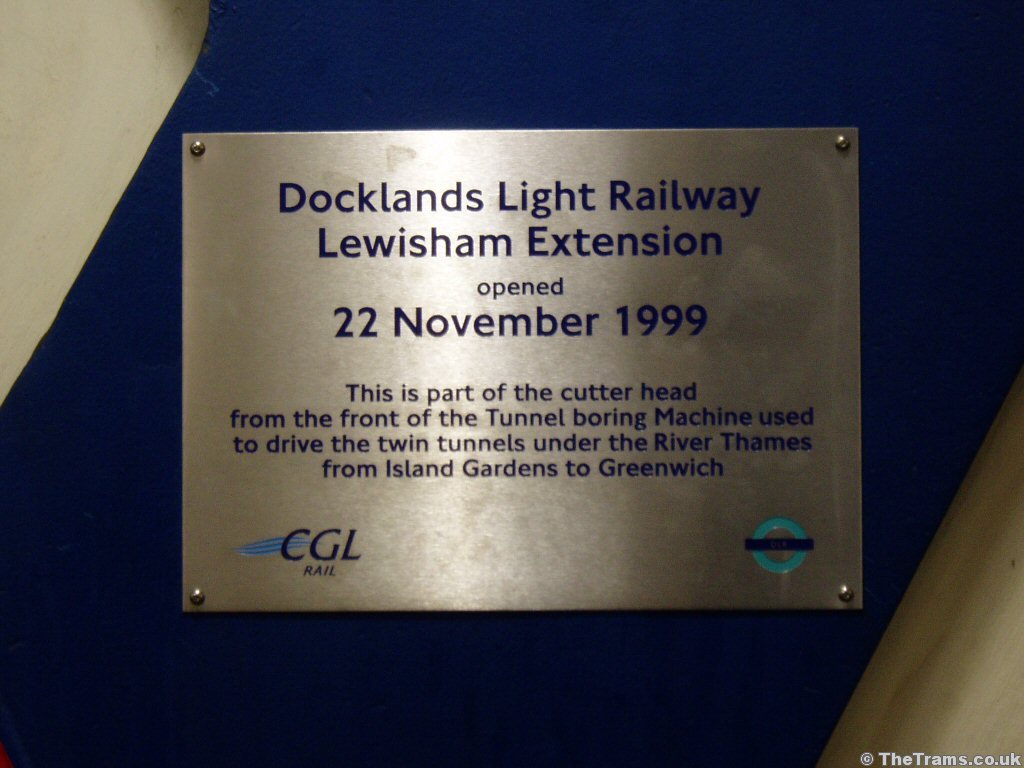 Docklands Light Railway
Lewisham Extension
opened
22 November 1999
This is part of the cutter head
from the front of the Tunnel boring Machine used
to drive the twin tunnels under the River Thames
from Island Gardens to Greenwich
CGL
RAIL
DLR
© TheTrams.co.uk